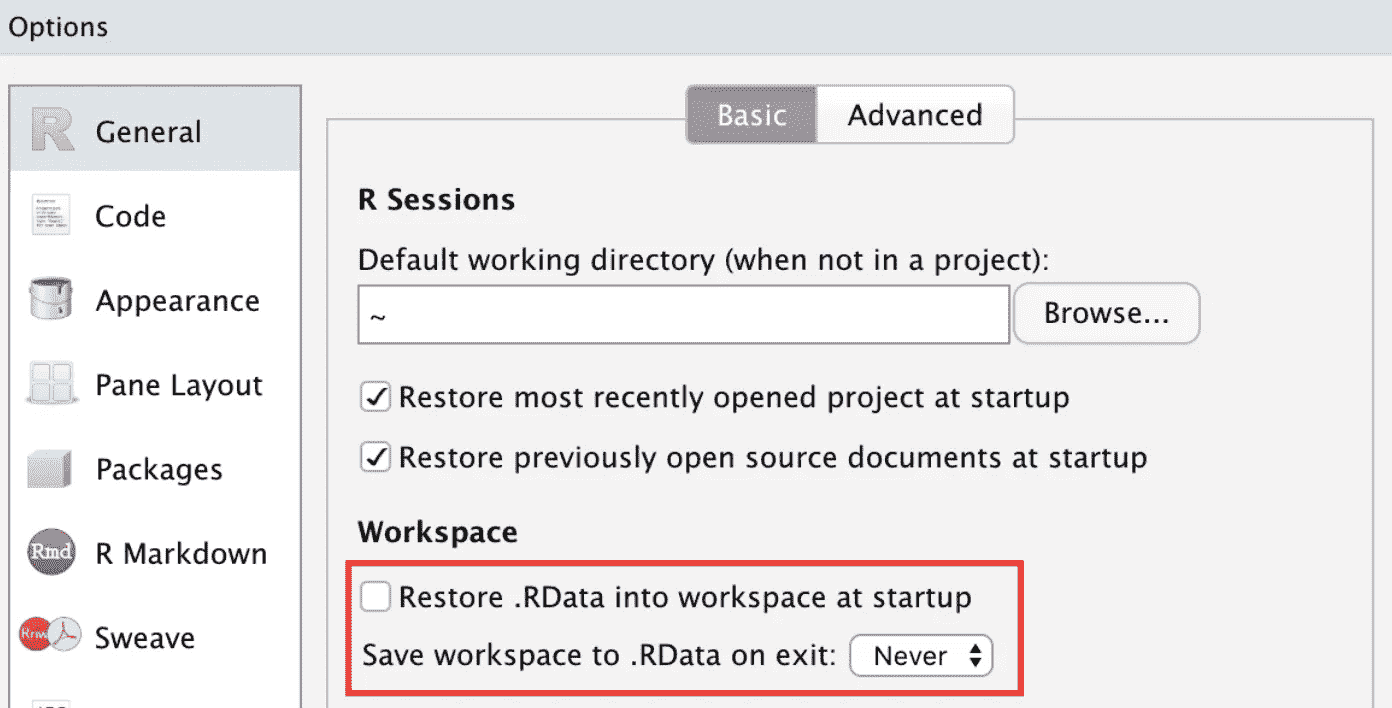 Options
General
Code
Appearance
Pane Layout
Packages
Rmd R Markdown
Rnw Sweave
Basic Advanced
R Sessions
Default working directory (when not in a project):
~ Browse...
Restore most recently opened project at startup
Restore previously open source documents at startup
Workspace
Restore .RData into workspace at startup
Save workspace to .RData on exit: Never